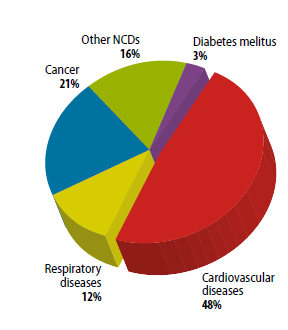 Other NCDs
16%
Diabetes melitus
3%
Cancer
21%
Respiratory
diseases
12%
Cardiovascular
diseases
48%